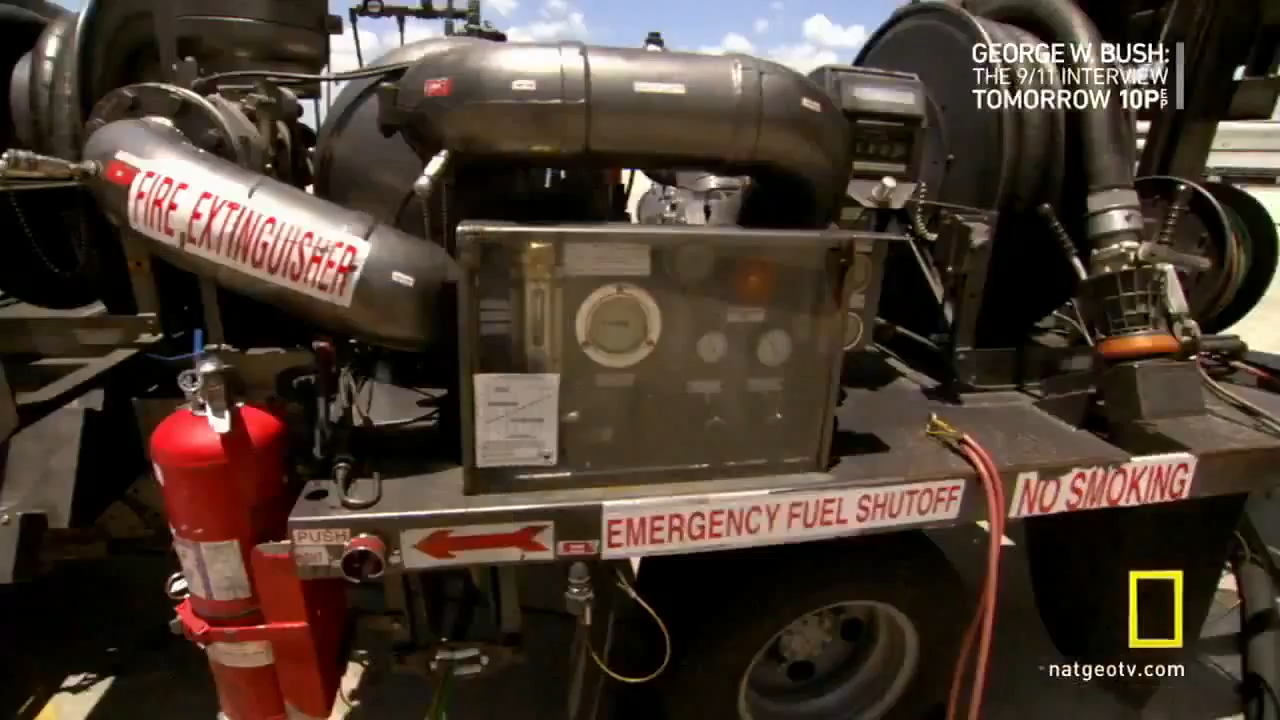 GEORGE W. BUSH:
THE 9/11 INTERVIEW
TOMORROW 10P E P
FIRE EXTINGUISHER
PUSH
EMERGENCY FUEL SHUTOFF
NO SMOKING
natgeotv.com